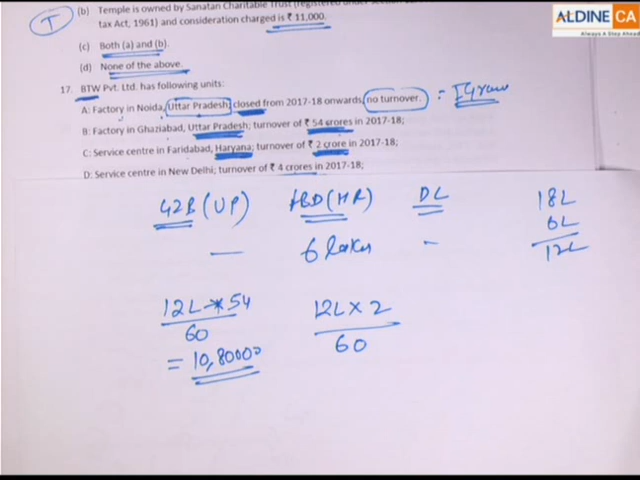 (b) Temple is owned by Sanatan Charitable Trust (registered under section
tax Act, 1961) and consideration charged is ₹ 11,000.
T
(c) Both (a) and (b).
(d) None of the above.
17. BTW Pvt. Ltd. has following units:
A: Factory in Noida, Uttar Pradesh; closed from 2017-18 onwards, no turnover. =
B: Factory in Ghaziabad, Uttar Pradesh; turnover of ₹ 54 crores in 2017-18;
C: Service centre in Faridabad, Haryana; turnover of ₹ 2 crore in 2017-18;
D: Service centre in New Delhi; turnover of ₹ 4 crores in 2017-18;
GZB (UP) FBD (HR) DL 18L
— 6 lakhs - 6L
12L
12L * 54 12L x 2
60 60
= 10,80000
ALDINE CA
Always A Step Ahead